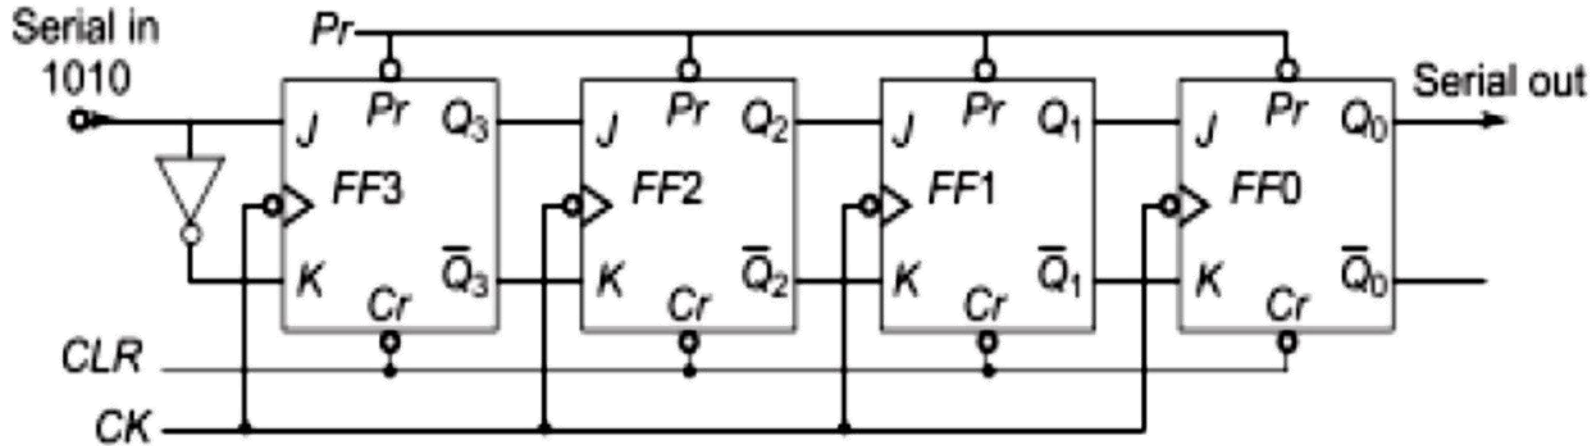 Serial in
1010
Pr
Serial out
J Pr Q₃
FF3
K Cr Q̅₃
J Pr Q₂
FF2
K Cr Q̅₂
J Pr Q₁
FF1
K Cr Q̅₁
J Pr Q₀
FF0
K Cr Q̅₀
CLR
CK